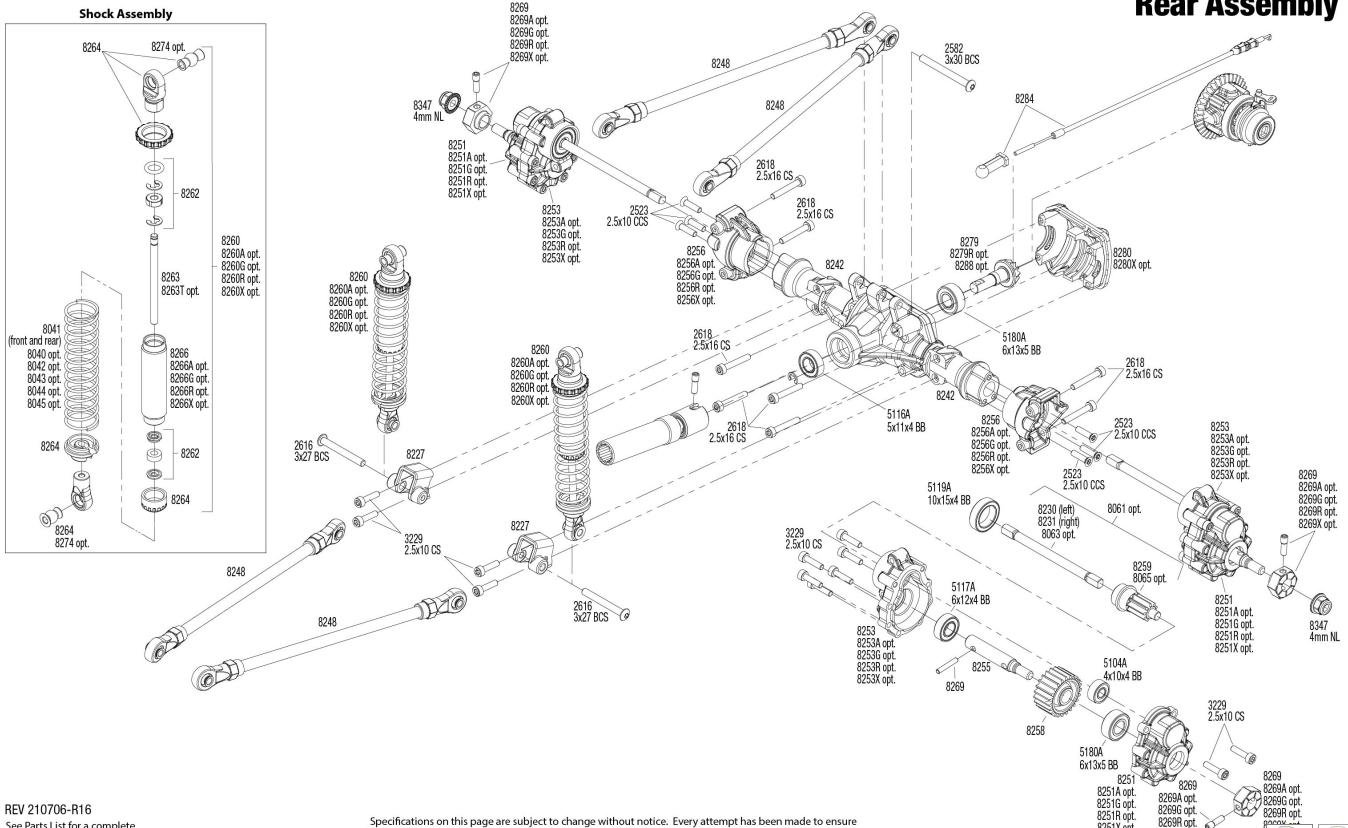 Rear Assembly
Shock Assembly
8264
8274 opt.
8262
8263
8263T opt.
8260
8260A opt.
8260G opt.
8260R opt.
8260X opt.
8041
(front and rear)
8040 opt.
8042 opt.
8043 opt.
8044 opt.
8045 opt.
8266
8266A opt.
8266G opt.
8266R opt.
8266X opt.
8264
8262
8264
8264
8274 opt.
8269
8269A opt.
8269G opt.
8269R opt.
8269X opt.
8347
4mm NL
8251
8251A opt.
8251G opt.
8251R opt.
8251X opt.
8253
8253A opt.
8253G opt.
8253R opt.
8253X opt.
8248
8248
2582
3x30 BCS
8284
2618
2.5x16 CS
2618
2.5x16 CS
2523
2.5x10 CCS
8256
8256A opt.
8256G opt.
8256R opt.
8256X opt.
8242
8279
8279R opt.
8288 opt.
8280
8280X opt.
5180A
6x13x5 BB
8260
8260A opt.
8260G opt.
8260R opt.
8260X opt.
8260
8260A opt.
8260G opt.
8260R opt.
8260X opt.
2618
2.5x16 CS
2618
2.5x16 CS
5116A
5x11x4 BB
8242
2618
2.5x16 CS
8256
8256A opt.
8256G opt.
8256R opt.
8256X opt.
2523
2.5x10 CCS
2523
2.5x10 CCS
8253
8253A opt.
8253G opt.
8253R opt.
8253X opt.
8269
8269A opt.
8269G opt.
8269R opt.
8269X opt.
2616
3x27 BCS
8227
3229
2.5x10 CS
8227
2616
3x27 BCS
8248
8248
5119A
10x15x4 BB
8230 (left)
8231 (right)
8063 opt.
8061 opt.
8259
8065 opt.
8251
8251A opt.
8251G opt.
8251R opt.
8251X opt.
8347
4mm NL
3229
2.5x10 CS
5117A
6x12x4 BB
8253
8253A opt.
8253G opt.
8253R opt.
8253X opt.
8269
8255
8258
5104A
4x10x4 BB
5180A
6x13x5 BB
3229
2.5x10 CS
8251
8251A opt.
8251G opt.
8251R opt.
8251X opt.
8269
8269A opt.
8269G opt.
8269R opt.
8269
8269A opt.
8269G opt.
8269R opt.
8269X opt.
REV 210706-R16
See Parts List for a complete
Specifications on this page are subject to change without notice. Every attempt has been made to ensure